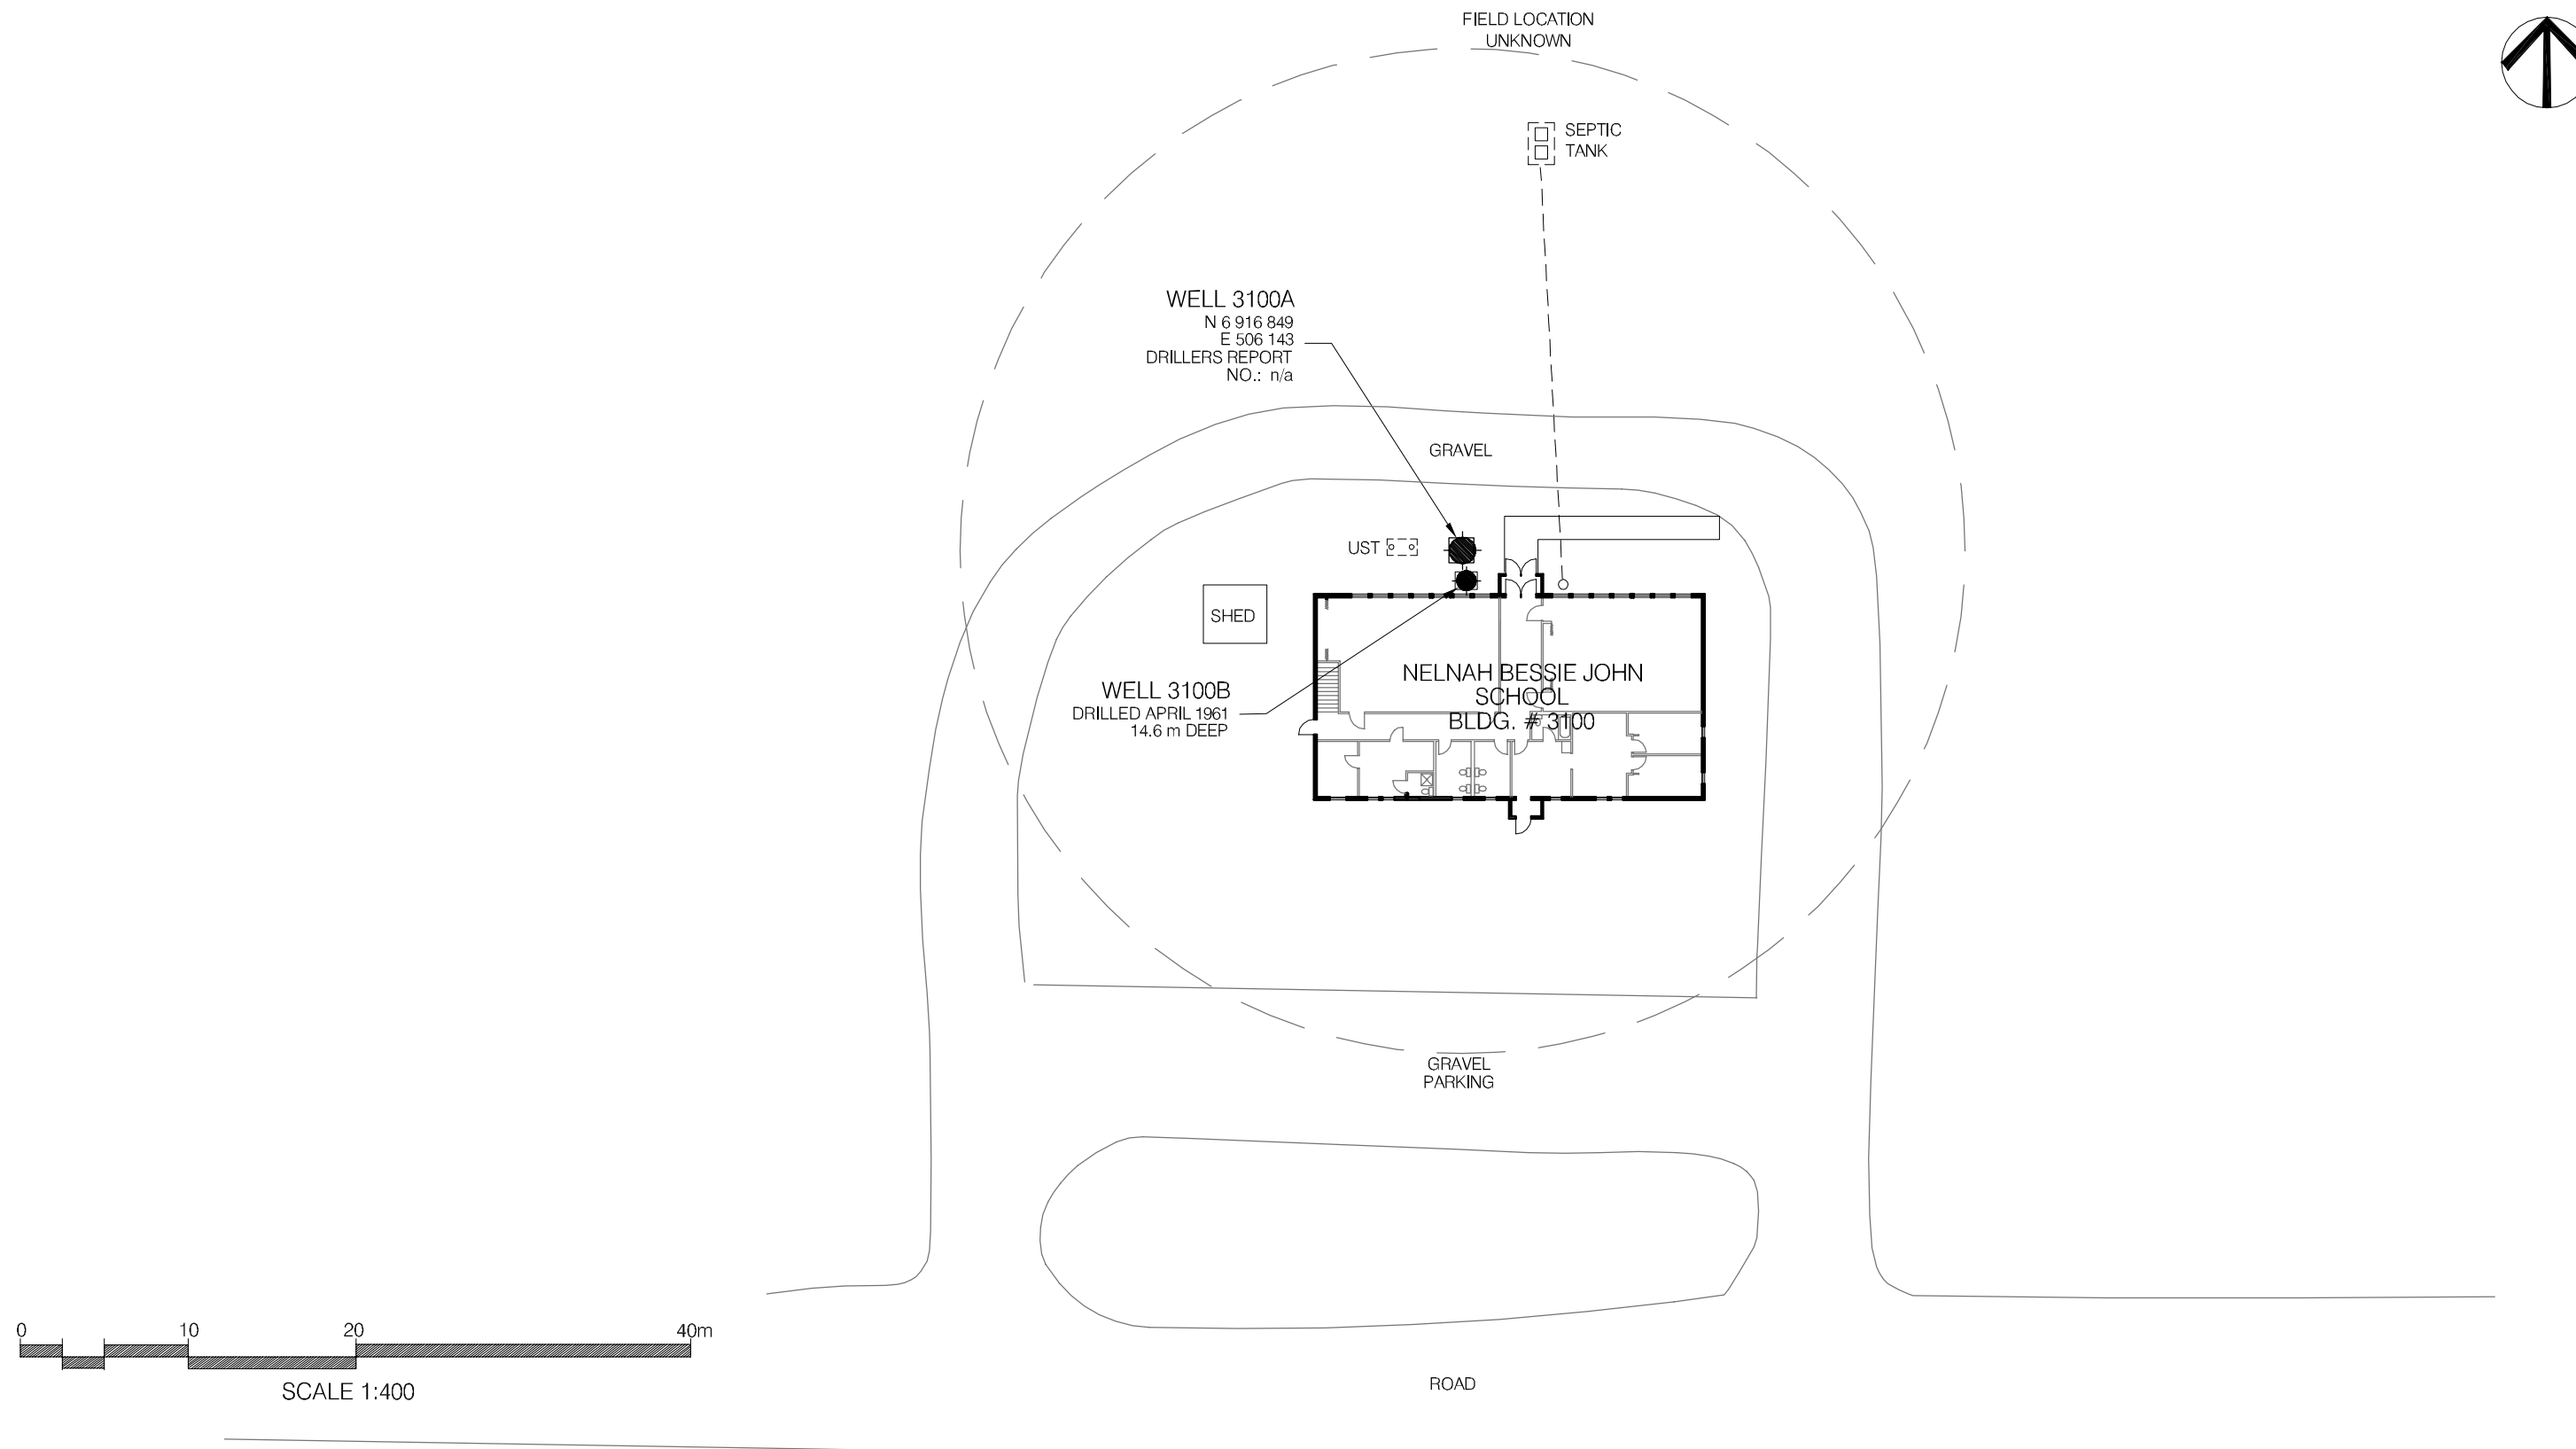 FIELD LOCATION
UNKNOWN
SEPTIC
TANK
WELL 3100A
N 6 916 849
E 506 143
DRILLERS REPORT
NO.: n/a
GRAVEL
UST
SHED
WELL 3100B
DRILLED APRIL 1961
14.6 m DEEP
NELNAH BESSIE JOHN
SCHOOL
BLDG. # 3100
GRAVEL
PARKING
0 10 20 40m
SCALE 1:400
ROAD